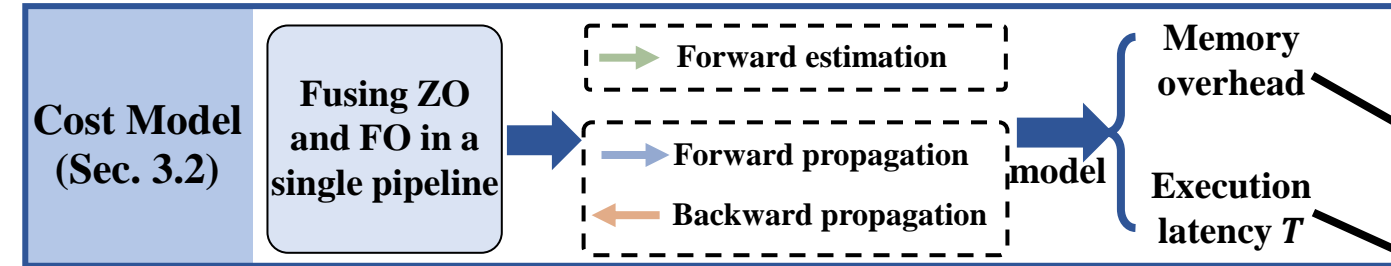 Cost Model
(Sec. 3.2)
Fusing ZO
and FO in a
single pipeline
Forward estimation
Forward propagation
Backward propagation
model
Memory
overhead
Execution
latency T